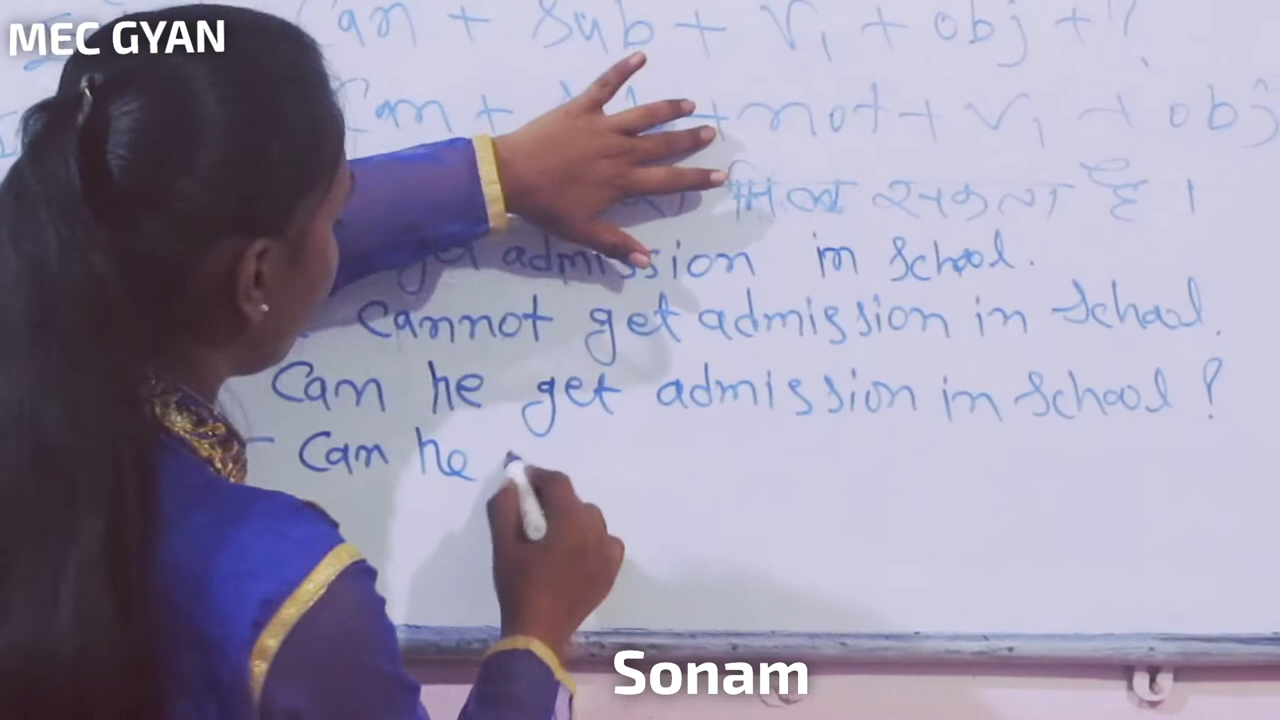 MEC GYAN
Can + Sub + V1 + obj + ?
Can + + not + V1 + obj
सकता है ।
get admission in School.
cannot get admission in School.
Can he get admission in School ?
- Can he
Sonam